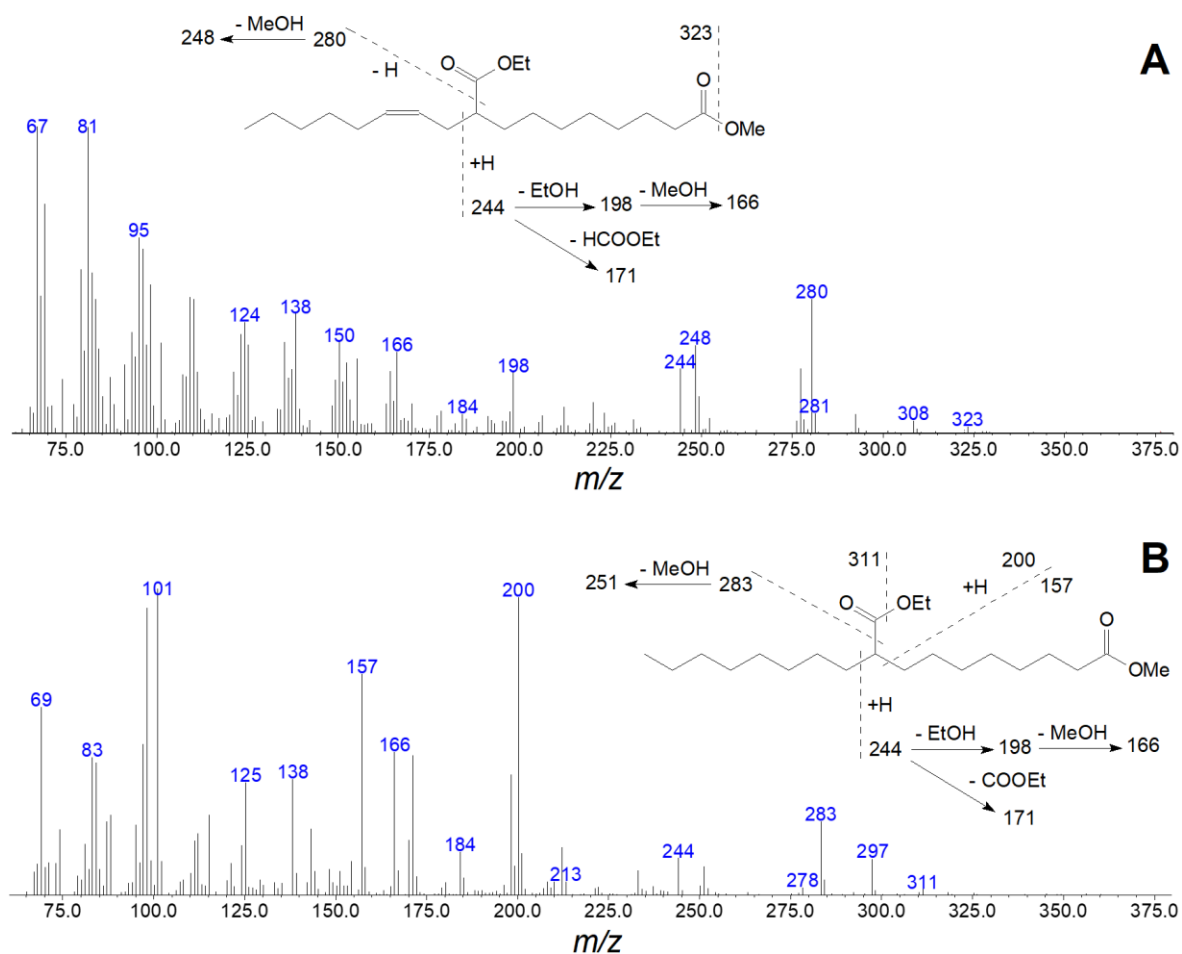 A
- MeOH
248 280
323
- H
O OEt
O
OMe
+H
244 - EtOH 198 - MeOH 166
- HCOOEt
171
67 81
95
124 138
150 166
184 198
244 248
280
281 308 323
75.0 100.0 125.0 150.0 175.0 200.0 225.0 250.0 275.0 300.0 325.0 350.0 375.0
m/z
B
- MeOH
251 283
311
200
+H 157
O OEt
O
OMe
+H
244 - EtOH 198 - MeOH 166
- COOEt
171
101 200
157
69
83
125 138 166
184 213
244
278 283 297 311
75.0 100.0 125.0 150.0 175.0 200.0 225.0 250.0 275.0 300.0 325.0 350.0 375.0
m/z